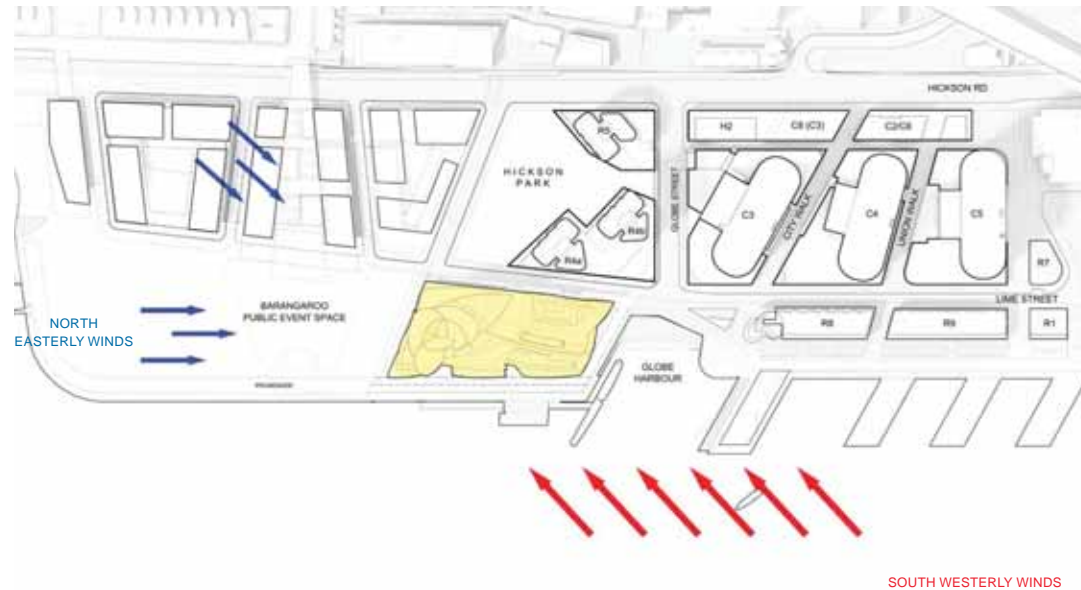 HICKSON RD
H2
C8 (C3)
C2/C6
R5
HICKSON
PARK
GLOBE STREET
C3
CITY WALK
C4
UNION WALK
C5
R4b
R4a
R7
LIME STREET
BARANGAROO
PUBLIC EVENT SPACE
NORTH
EASTERLY WINDS
R8
R9
R1
GLOBE
HARBOUR
PROMENADE
SOUTH WESTERLY WINDS